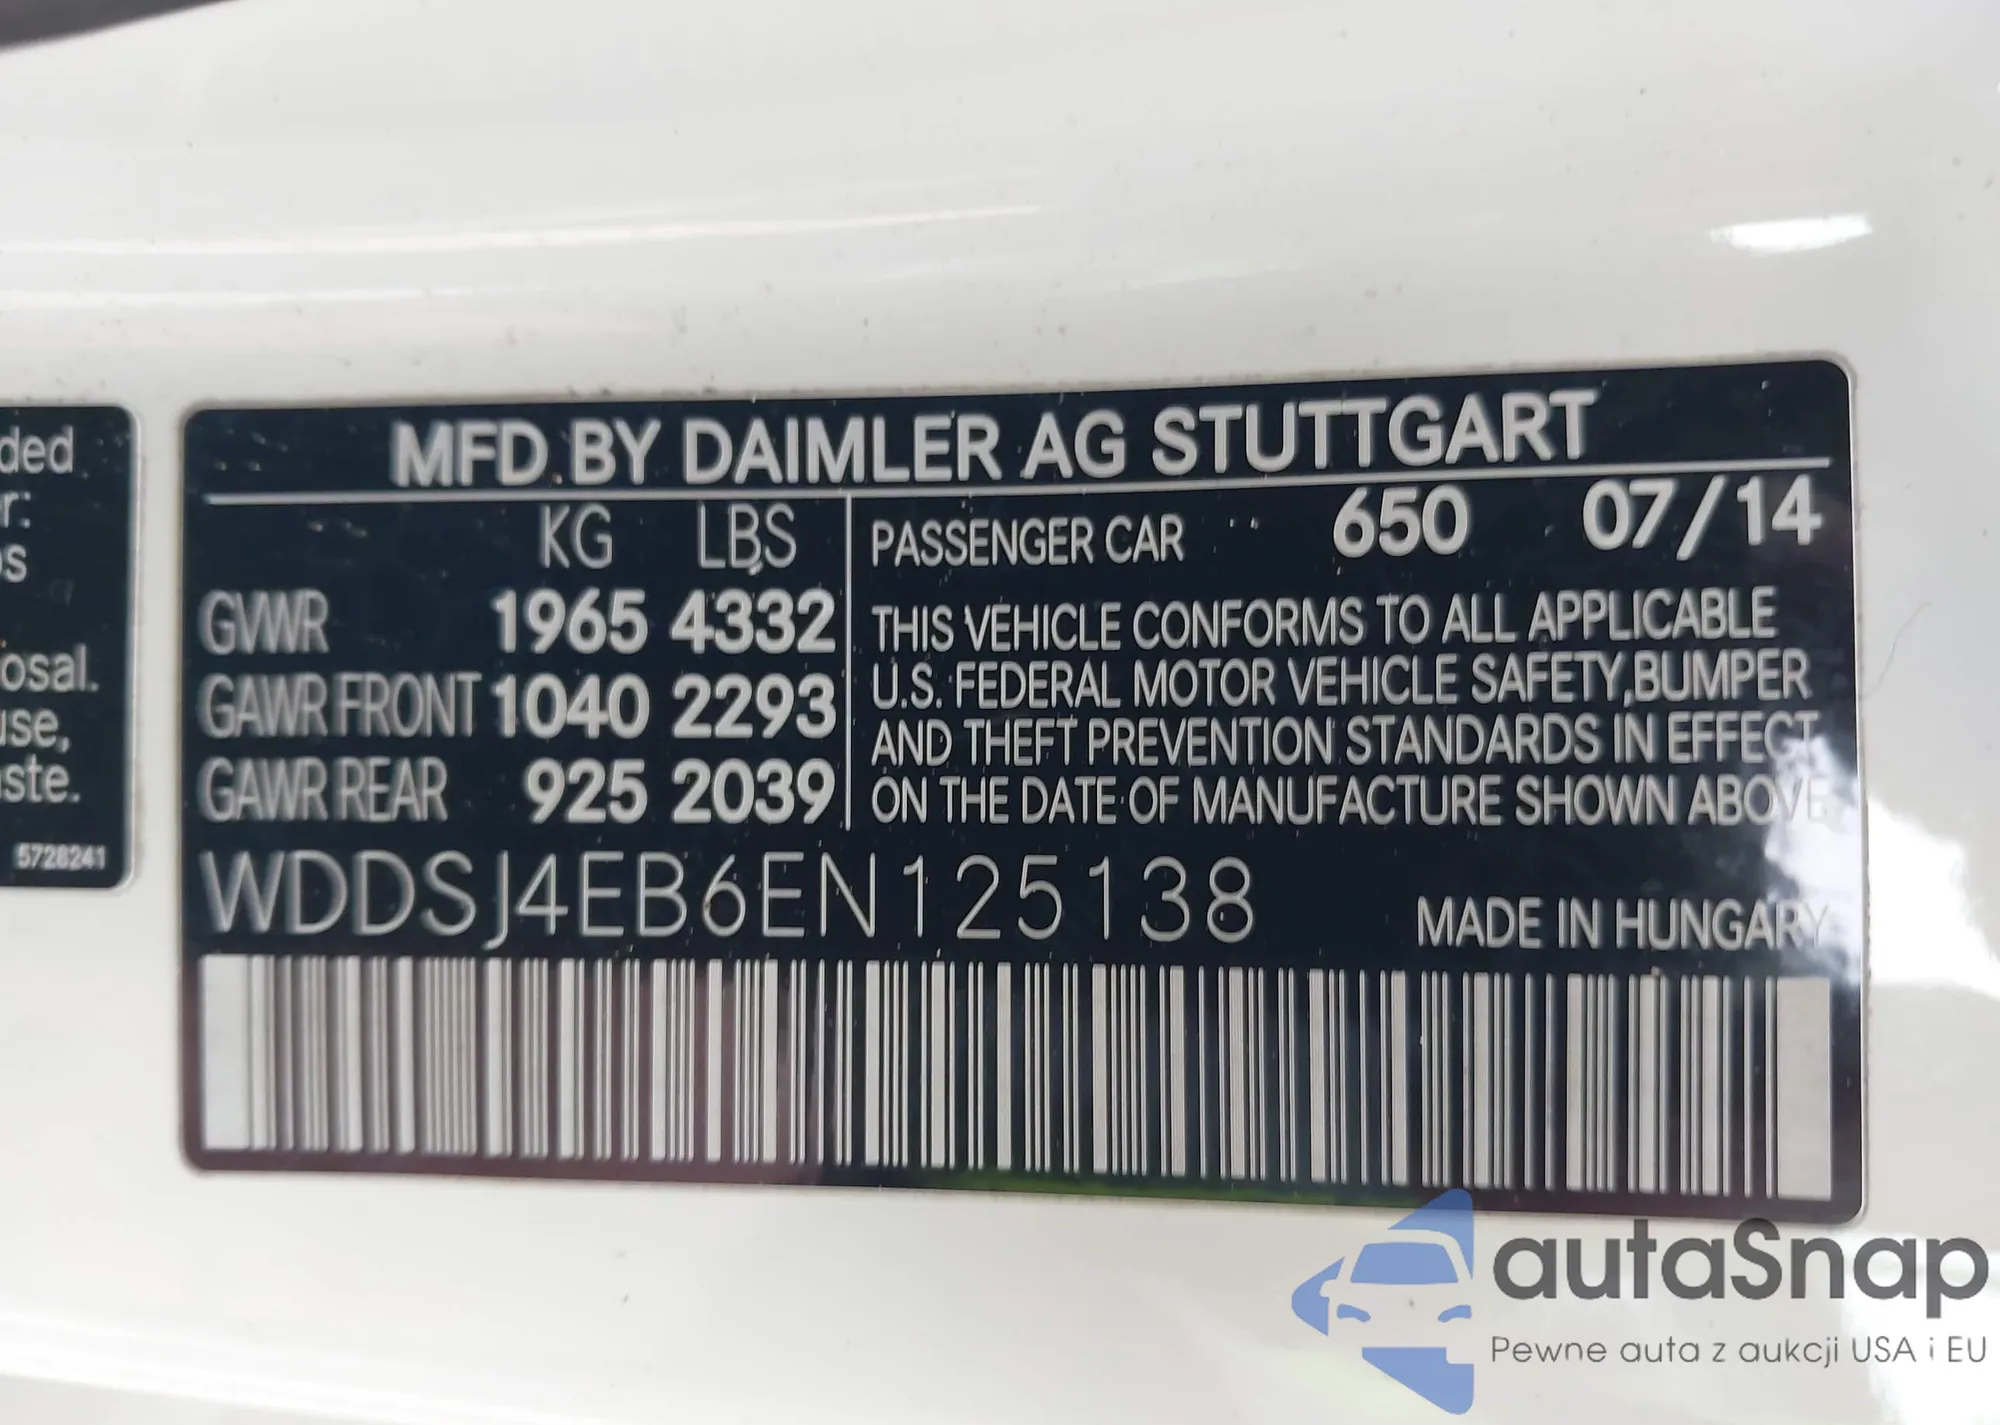 ded
r:
os
osal.
use,
aste.
5728241
MFD. BY DAIMLER AG STUTTGART
KG LBS
GVWR 1965 4332
GAWR FRONT 1040 2293
GAWR REAR 925 2039
PASSENGER CAR 650 07/14
THIS VEHICLE CONFORMS TO ALL APPLICABLE
U.S. FEDERAL MOTOR VEHICLE SAFETY, BUMPER
AND THEFT PREVENTION STANDARDS IN EFFECT
ON THE DATE OF MANUFACTURE SHOWN ABOVE
WDDSJ4EB6EN125138
MADE IN HUNGARY
autaSnap
Pewne auta z aukcji USA i EU